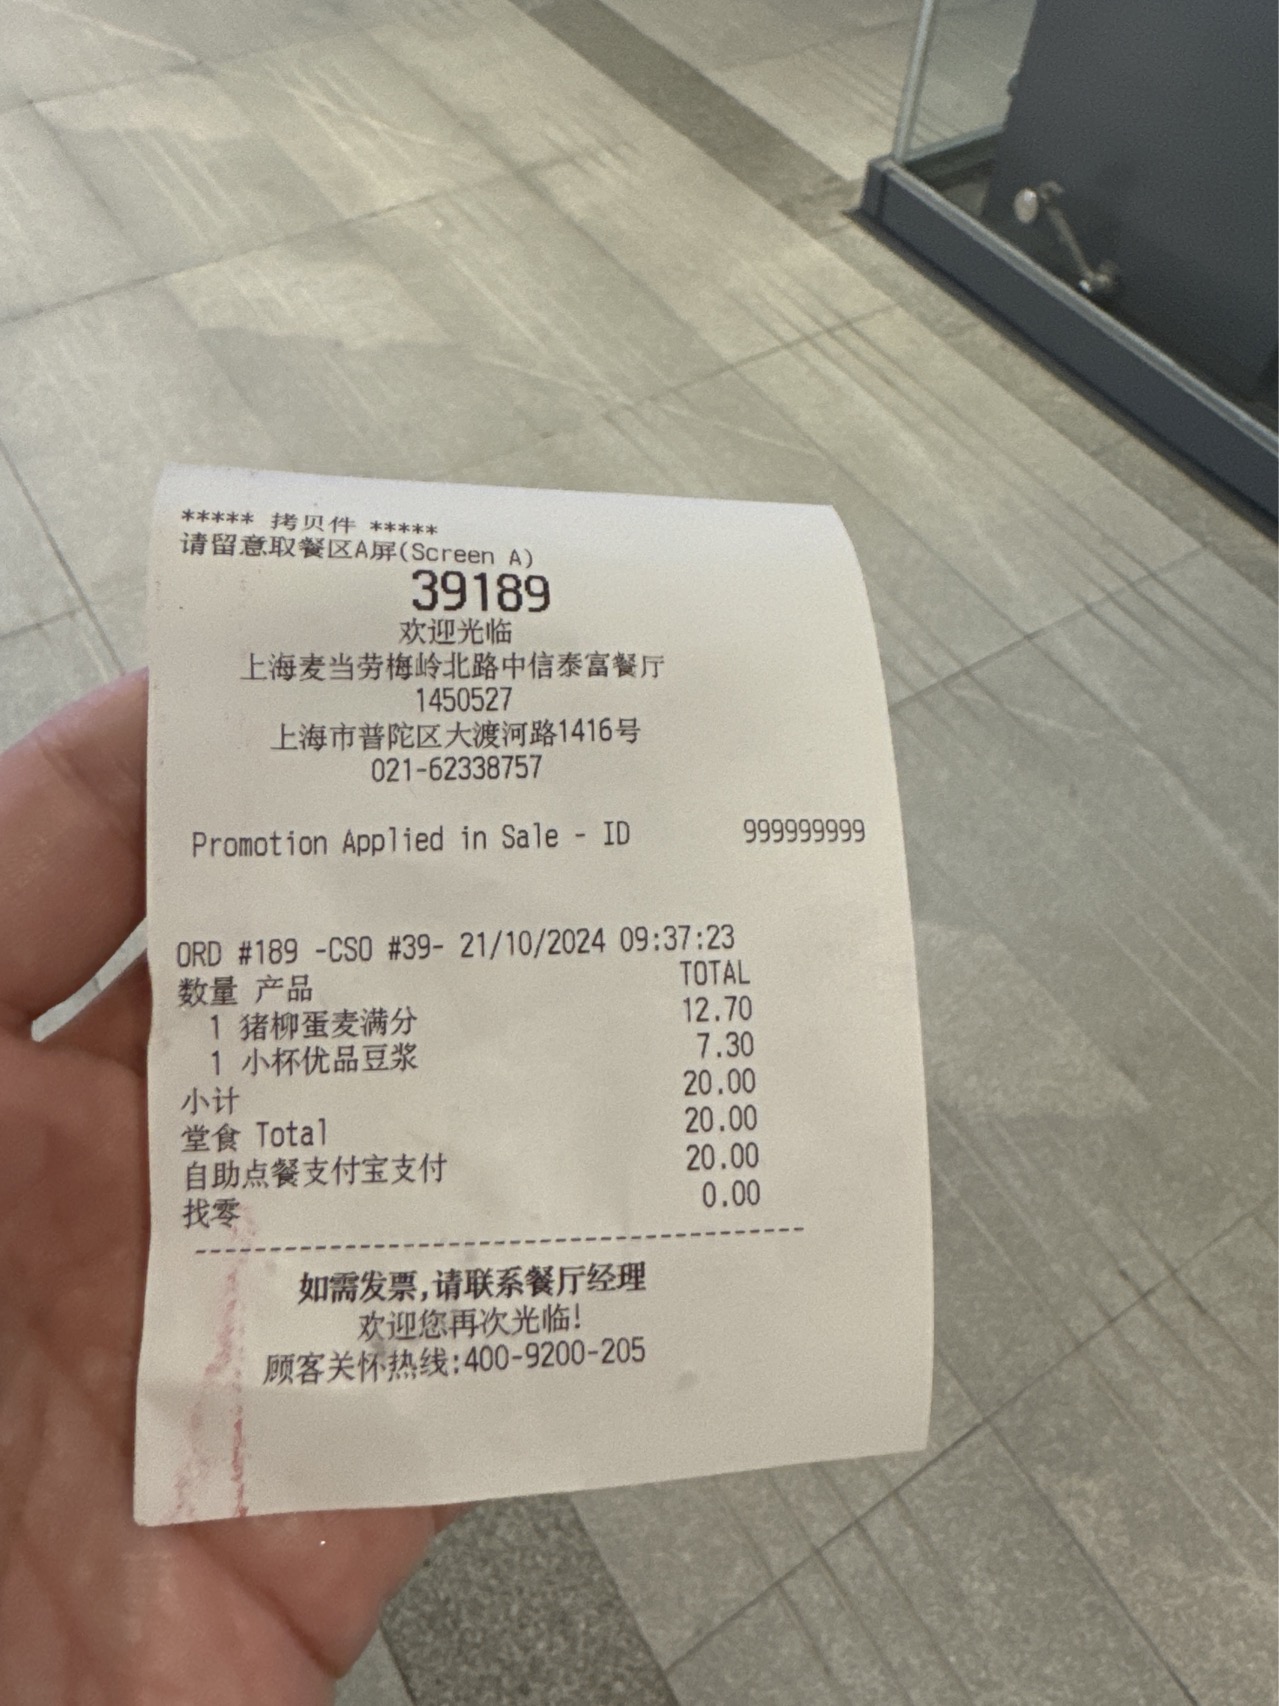 ***** 拷贝件 *****
请留意取餐区A屏(Screen A)
39189
欢迎光临
上海麦当劳梅岭北路中信泰富餐厅
1450527
上海市普陀区大渡河路1416号
021-62338757
Promotion Applied in Sale - ID 999999999
ORD #189 -CSO #39- 21/10/2024 09:37:23
数量 产品 TOTAL
1 猪柳蛋麦满分 12.70
1 小杯优品豆浆 7.30
小计 20.00
堂食 Total 20.00
自助点餐支付宝支付 20.00
找零 0.00
--------------------------------------------
如需发票,请联系餐厅经理
欢迎您再次光临!
顾客关怀热线:400-9200-205